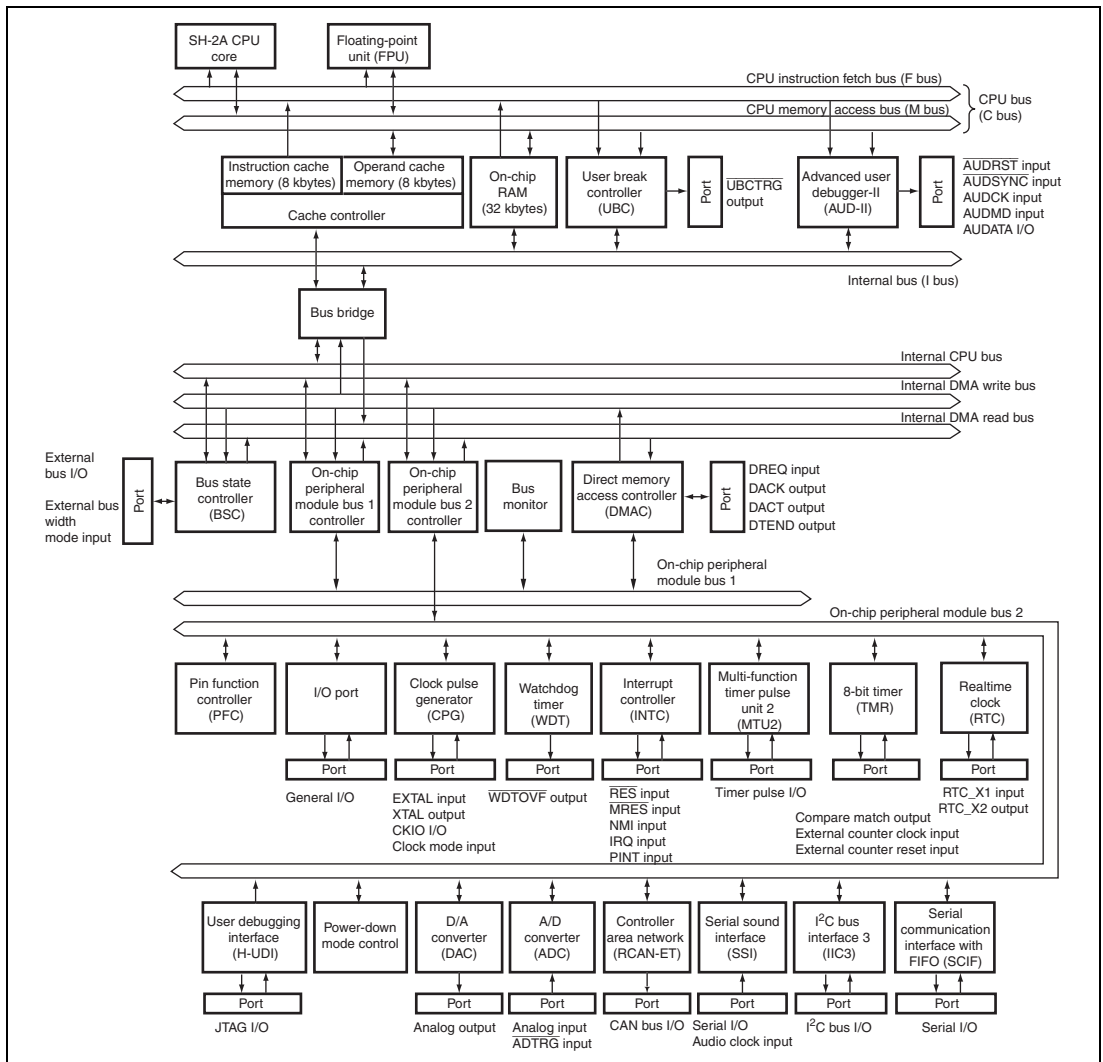 SH-2A CPU
core
Floating-point
unit (FPU)
CPU instruction fetch bus (F bus)
CPU memory access bus (M bus)
CPU bus
(C bus)
Instruction cache
memory (8 kbytes)
Operand cache
memory (8 kbytes)
Cache controller
On-chip
RAM
(32 kbytes)
User break
controller
(UBC)
Port
UBCTRG
output
Advanced user
debugger-II
(AUD-II)
Port
AUDRST input
AUDSYNC input
AUDCK input
AUDMD input
AUDATA I/O
Internal bus (I bus)
Bus bridge
Internal CPU bus
Internal DMA write bus
Internal DMA read bus
External
bus I/O
External bus
width
mode input
Port
Bus state
controller
(BSC)
On-chip
peripheral
module bus 1
controller
On-chip
peripheral
module bus 2
controller
Bus
monitor
Direct memory
access controller
(DMAC)
Port
DREQ input
DACK output
DACT output
DTEND output
On-chip peripheral
module bus 1
On-chip peripheral module bus 2
Pin function
controller
(PFC)
I/O port
Clock pulse
generator
(CPG)
Watchdog
timer
(WDT)
Interrupt
controller
(INTC)
Multi-function
timer pulse
unit 2
(MTU2)
8-bit timer
(TMR)
Realtime
clock
(RTC)
Port
Port
Port
Port
Port
Port
Port
General I/O
EXTAL input
XTAL output
CKIO I/O
Clock mode input
WDTOVF output
RES input
MRES input
NMI input
IRQ input
PINT input
Timer pulse I/O
Compare match output
External counter clock input
External counter reset input
RTC_X1 input
RTC_X2 output
User debugging
interface
(H-UDI)
Power-down
mode control
D/A
converter
(DAC)
A/D
converter
(ADC)
Controller
area network
(RCAN-ET)
Serial sound
interface
(SSI)
I²C bus
interface 3
(IIC3)
Serial
communication
interface with
FIFO (SCIF)
Port
Port
Port
Port
Port
Port
Port
JTAG I/O
Analog output
Analog input
ADTRG input
CAN bus I/O
Serial I/O
Audio clock input
I²C bus I/O
Serial I/O